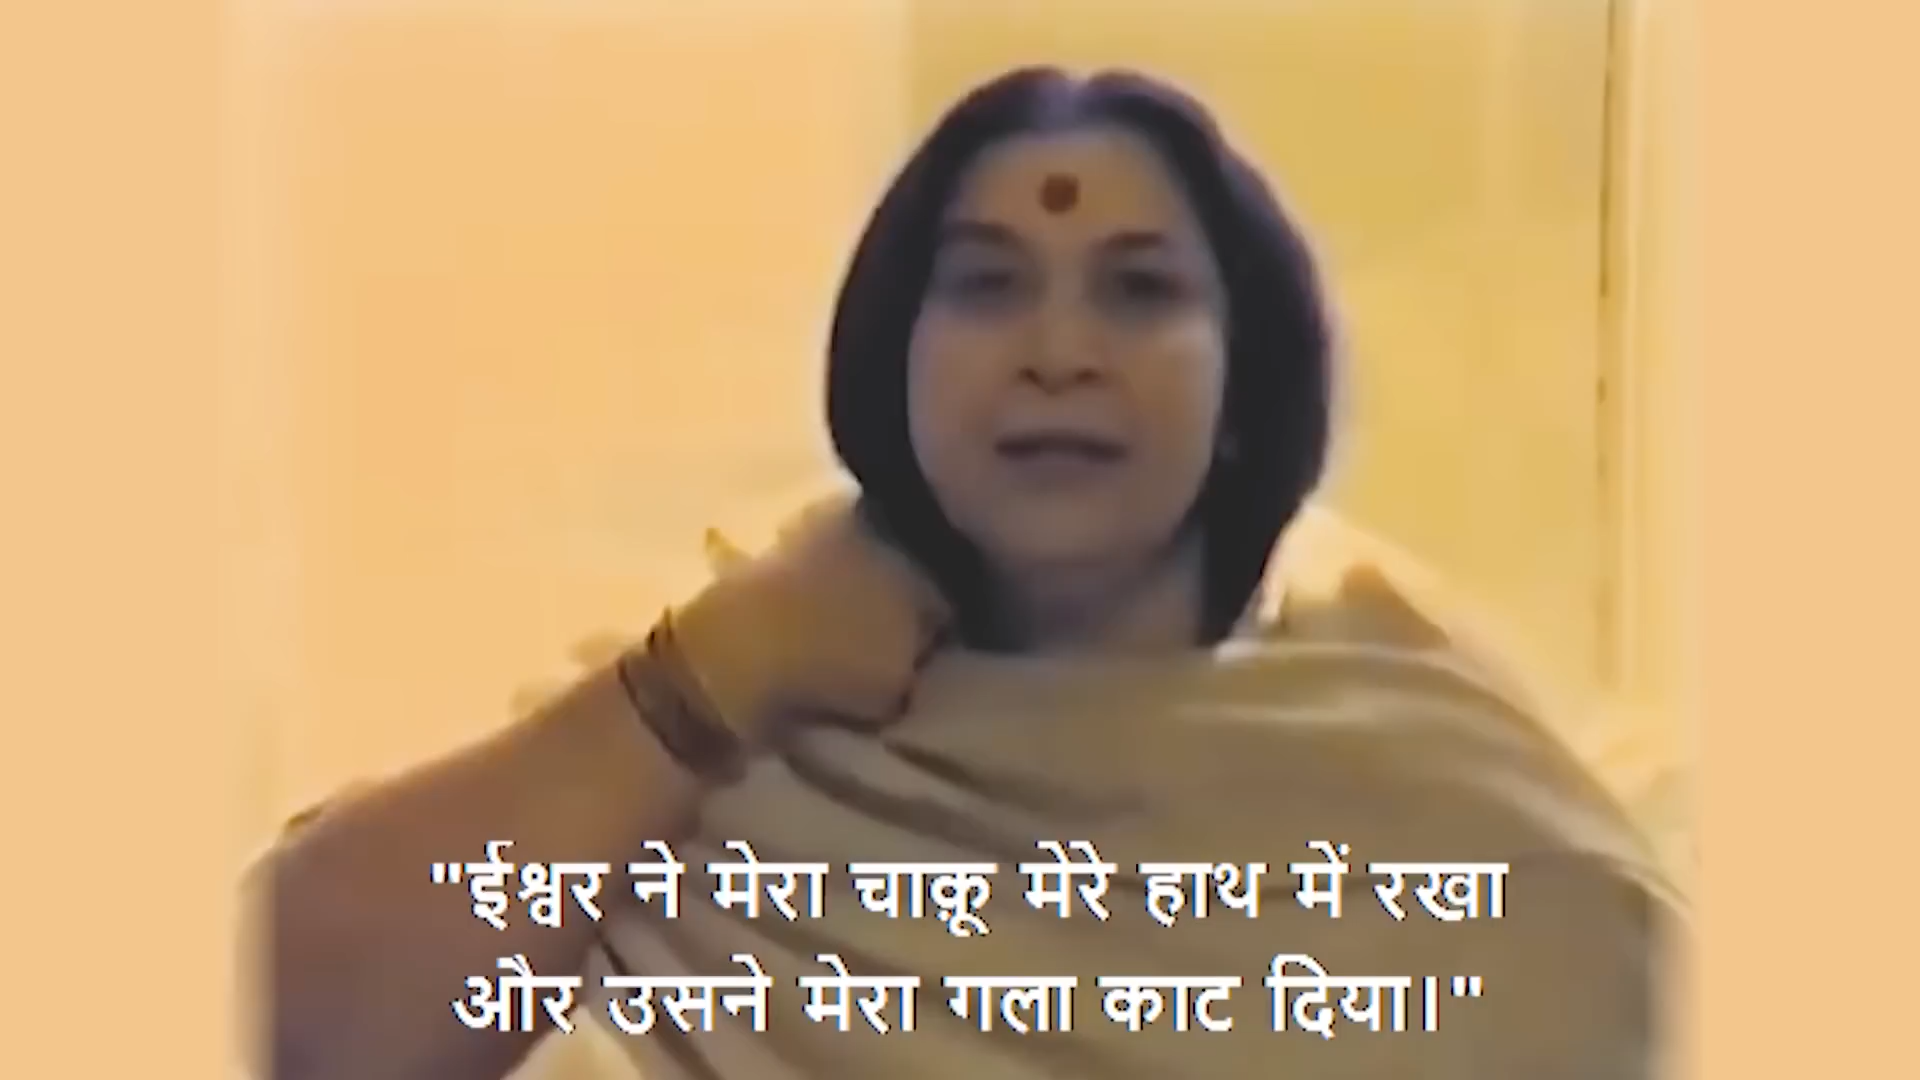 "ईश्वर ने मेरा चाक़ू मेरे हाथ में रखा
और उसने मेरा गला काट दिया।"